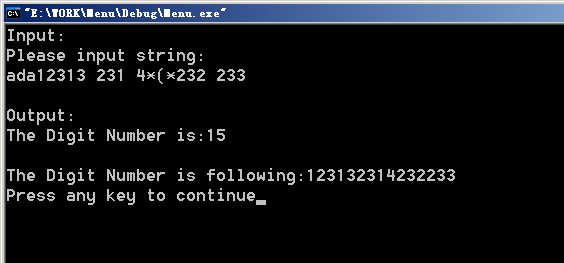 "E:\WORK\Menu\Debug\Menu.exe"
Input:
Please input string:
ada12313 231 4*(*232 233
Output:
The Digit Number is:15
The Digit Number is following:123132314232233
Press any key to continue_